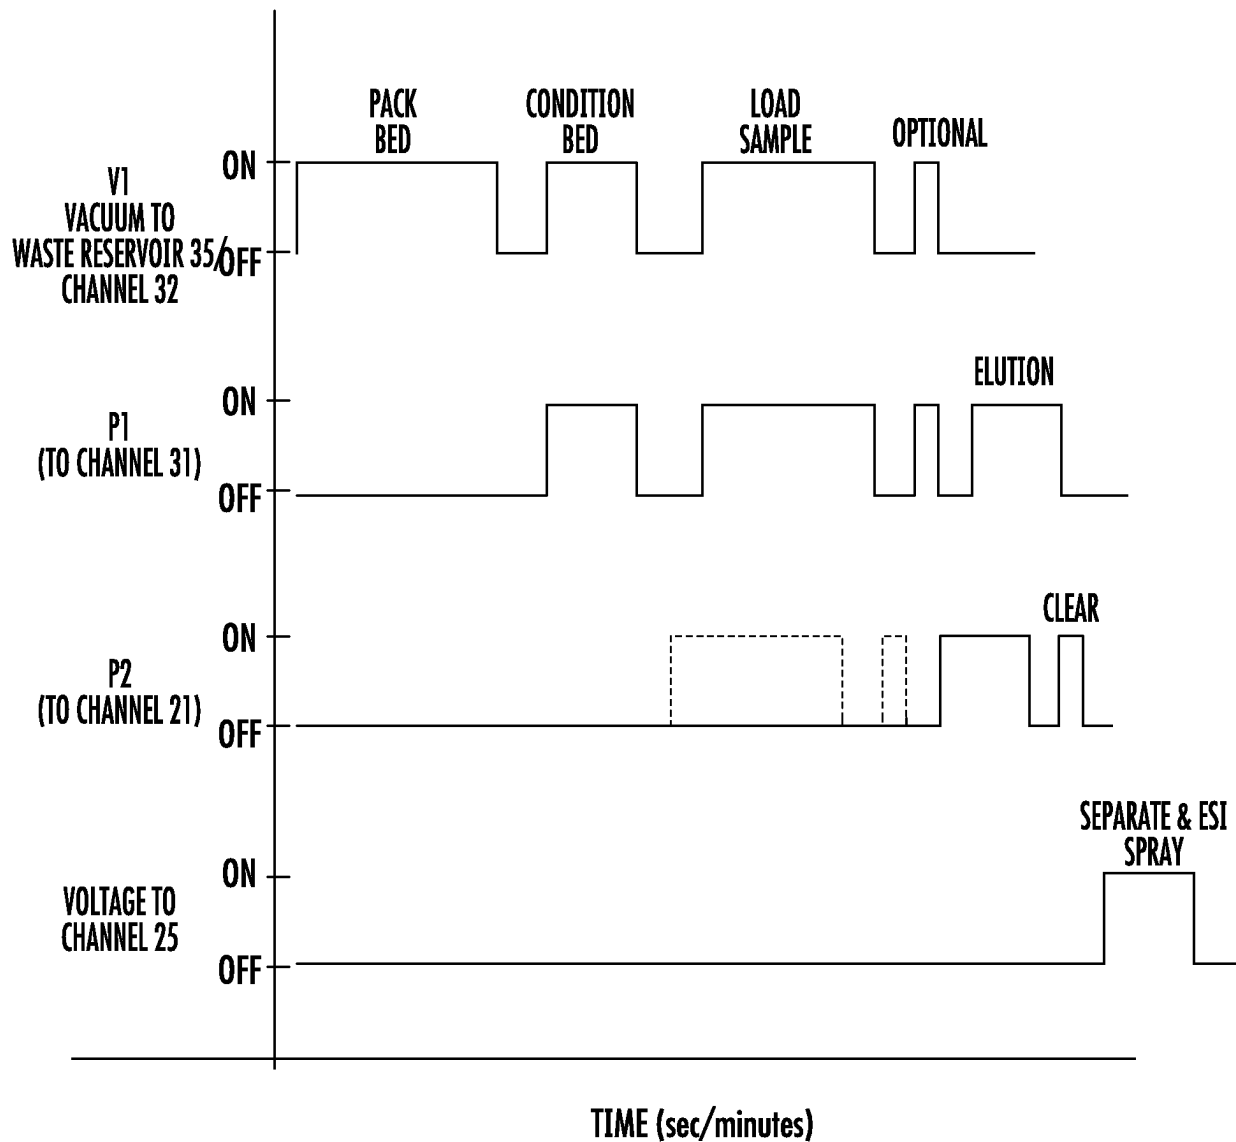 PACK
BED
CONDITION
BED
LOAD
SAMPLE
OPTIONAL
ON
V1
VACUUM TO
WASTE RESERVOIR 35/
CHANNEL 32
OFF
ELUTION
ON
P1
(TO CHANNEL 31)
OFF
CLEAR
ON
P2
(TO CHANNEL 21)
OFF
SEPARATE & ESI
SPRAY
ON
VOLTAGE TO
CHANNEL 25
OFF
TIME (sec/minutes)